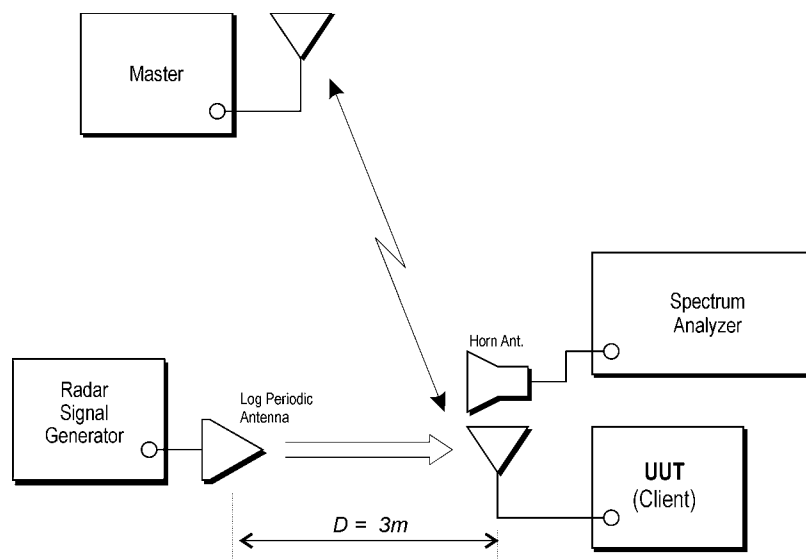 Master
Spectrum
Analyzer
Horn Ant.
Radar
Signal
Generator
Log Periodic
Antenna
UUT
(Client)
D = 3m